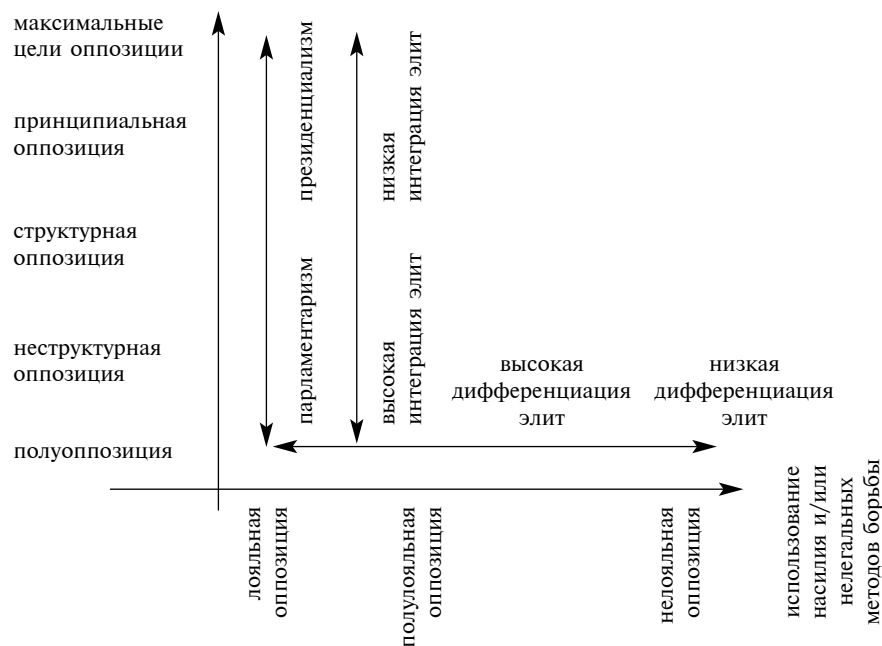 максимальные
цели оппозиции
принципиальная
оппозиция
структурная
оппозиция
неструктурная
оппозиция
полуоппозиция
президенциализм
парламентаризм
низкая
интеграция элит
высокая
интеграция элит
высокая
дифференциация
элит
низкая
дифференциация
элит
лояльная
оппозиция
полулояльная
оппозиция
нелояльная
оппозиция
использование
насилия и/или
нелегальных
методов борьбы